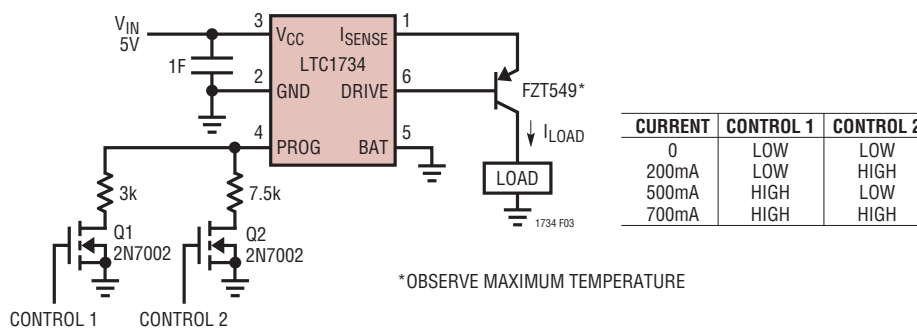 VIN
5V
1F
3
VCC
2
GND
4
PROG
LTC1734
ISENSE
1
DRIVE
6
BAT
5
FZT549*
ILOAD
LOAD
1734 F03
3k
7.5k
Q1
2N7002
Q2
2N7002
CONTROL 1
CONTROL 2
*OBSERVE MAXIMUM TEMPERATURE
CURRENT CONTROL 1 CONTROL 2
0 LOW LOW
200mA LOW HIGH
500mA HIGH LOW
700mA HIGH HIGH